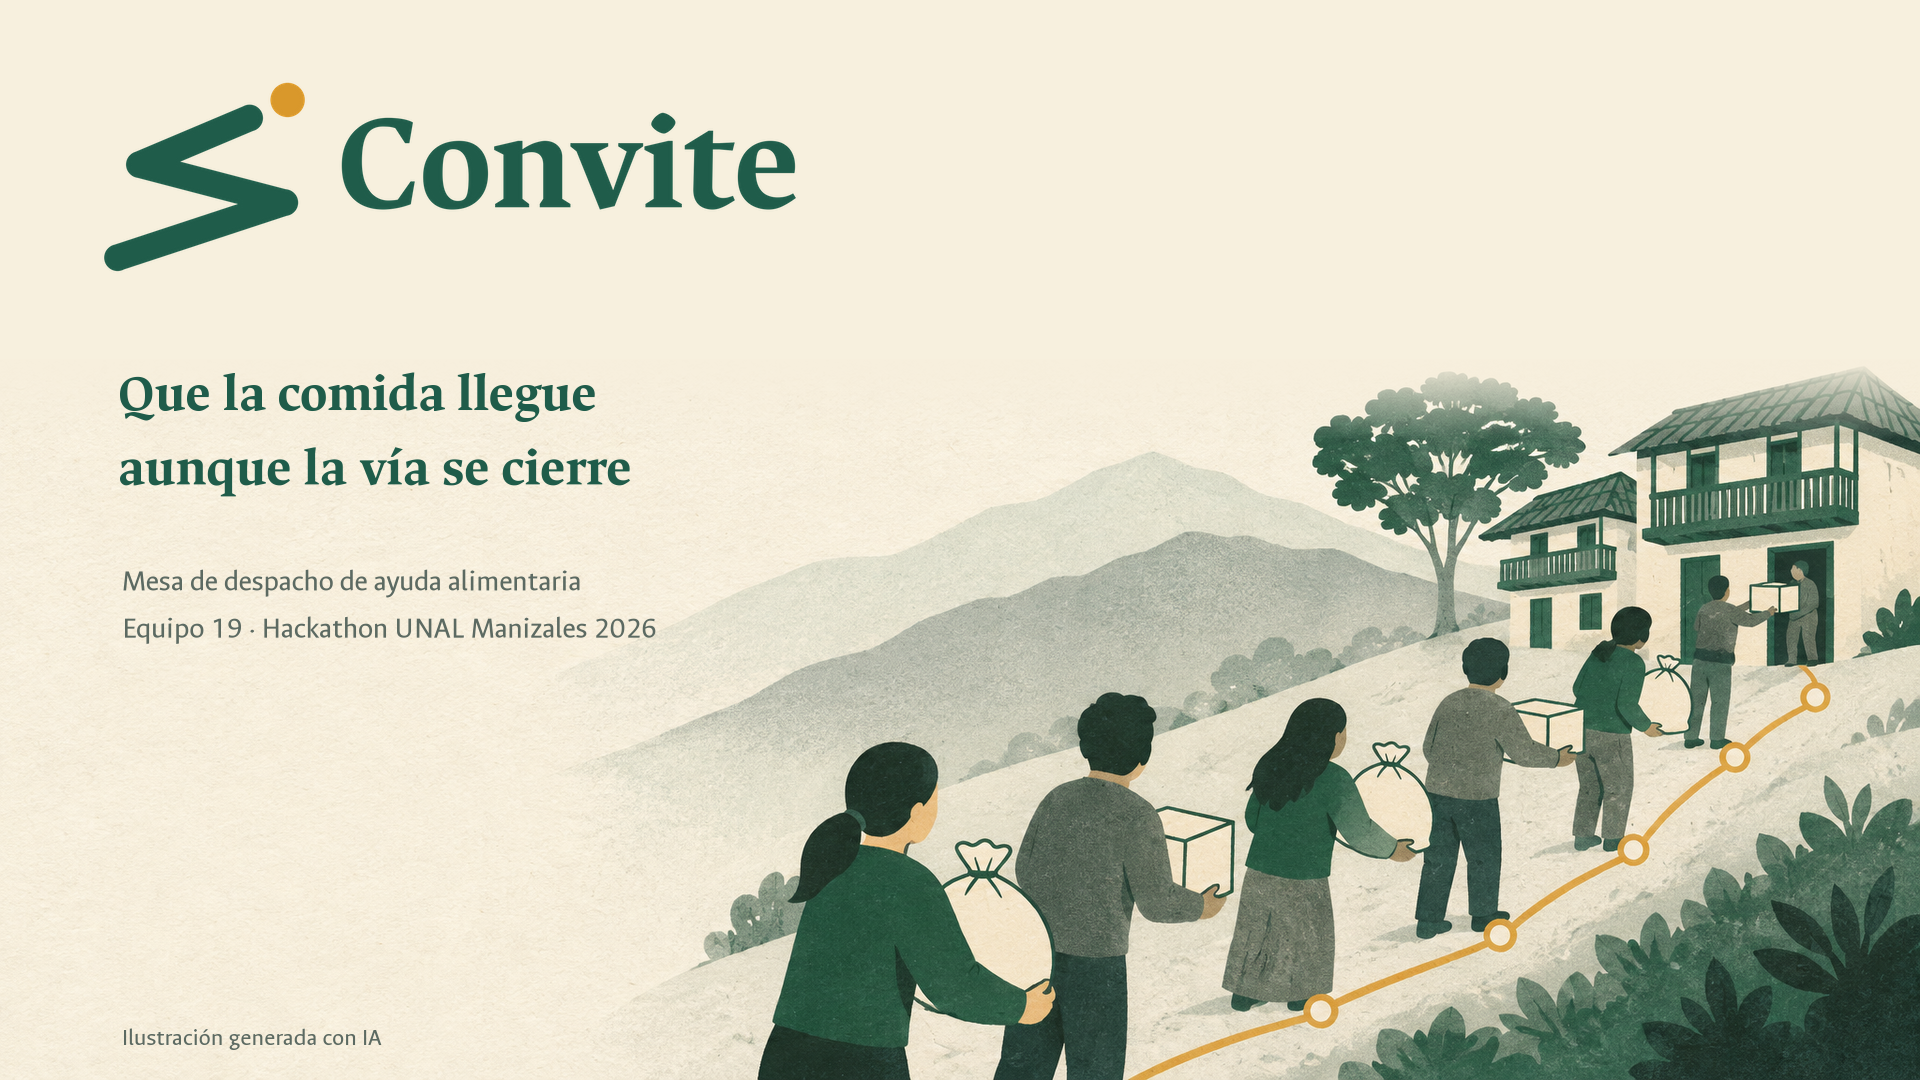 Convite
Que la comida llegue
aunque la vía se cierre
Mesa de despacho de ayuda alimentaria
Equipo 19 · Hackathon UNAL Manizales 2026
Ilustración generada con IA